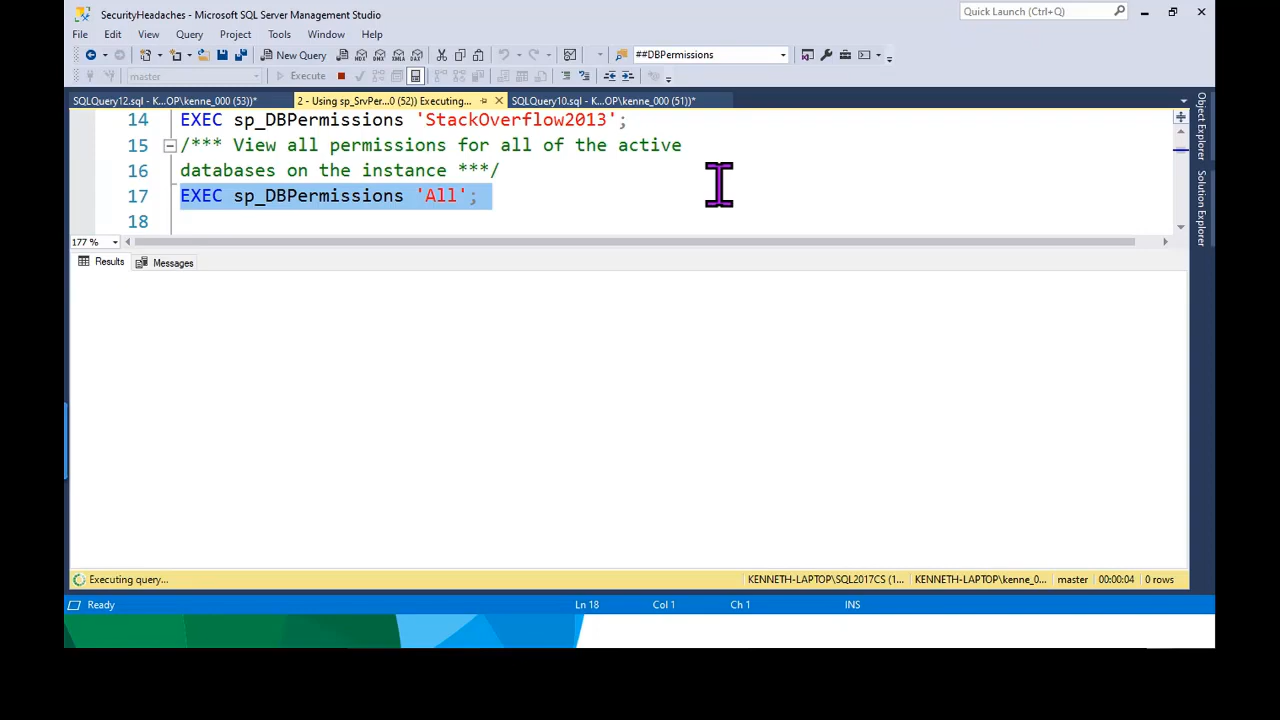 SecurityHeadaches - Microsoft SQL Server Management Studio
Quick Launch (Ctrl+Q)
File Edit View Query Project Tools Window Help
New Query
##DBPermissions
master
Execute
SQLQuery12.sql - K...OP\kenne_000 (53))*
2 - Using sp_SrvPer...0 (52)) Executing...
SQLQuery10.sql - K...OP\kenne_000 (51))*
14 EXEC sp_DBPermissions 'StackOverflow2013';
15 /*** View all permissions for all of the active
16 databases on the instance ***/
17 EXEC sp_DBPermissions 'All';
18
177 %
Results Messages
Object Explorer
Solution Explorer
Executing query...
KENNETH-LAPTOP\SQL2017CS (1... KENNETH-LAPTOP\kenne_0... master 00:00:04 0 rows
Ready Ln 18 Col 1 Ch 1 INS